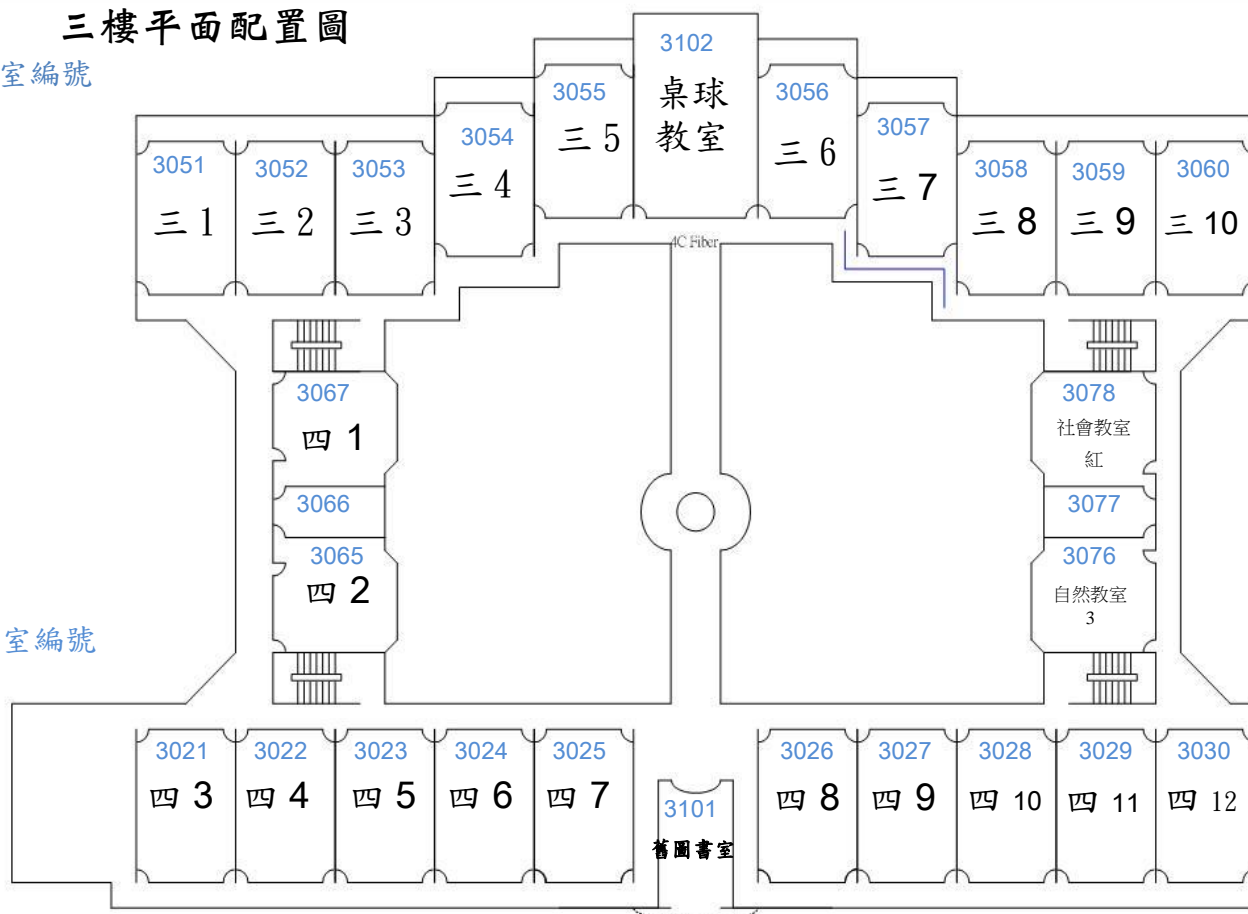 三樓平面配置圖
室編號
3102
桌球
教室
3055
三 5
3056
三 6
3054
三 4
3057
三 7
3051
三 1
3052
三 2
3053
三 3
3058
三 8
3059
三 9
3060
三 10
4C Fiber
3067
四 1
3066
3065
四 2
3078
社會教室
紅
3077
3076
自然教室
3
室編號
3021
四 3
3022
四 4
3023
四 5
3024
四 6
3025
四 7
3101
舊圖書室
3026
四 8
3027
四 9
3028
四 10
3029
四 11
3030
四 12